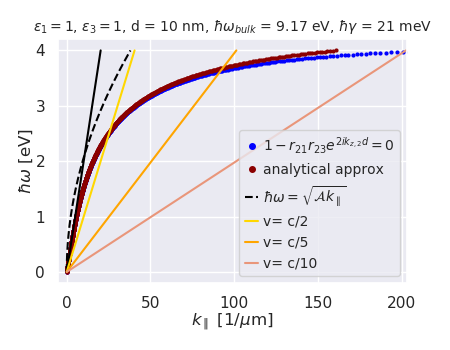 ε₁ = 1, ε₃ = 1, d = 10 nm, ℏω_bulk = 9.17 eV, ℏγ = 21 meV
4
3
2
1
0
ℏω [eV]
1 − r₂₁r₂₃e^{2ik_{z,2}d} = 0
analytical approx
ℏω = √(𝒜k_∥)
v= c/2
v= c/5
v= c/10
0 50 100 150 200
k_∥ [1/μm]